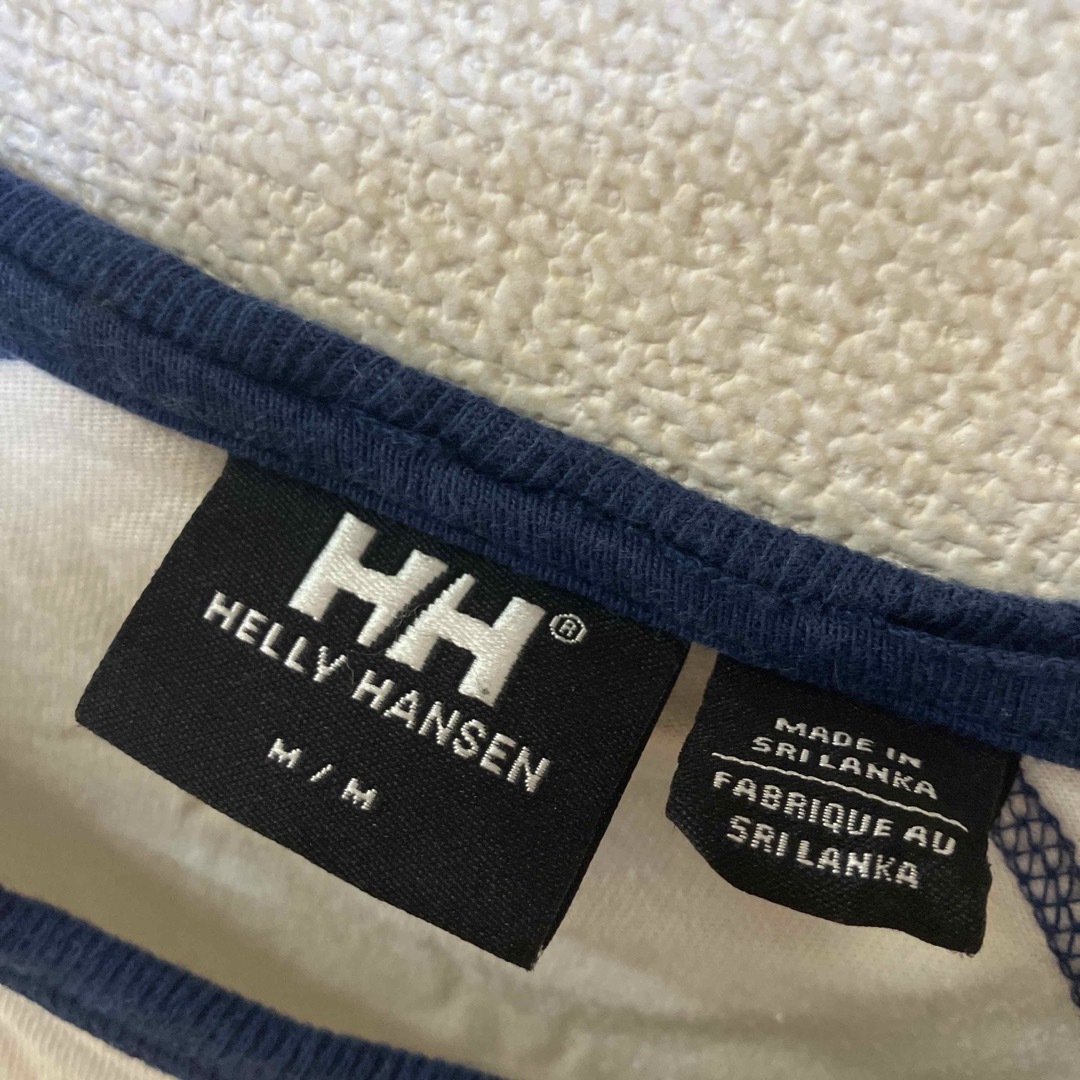 HH®
HELLY HANSEN
M / M
MADE IN
SRI LANKA
FABRIQUE AU
SRI LANKA